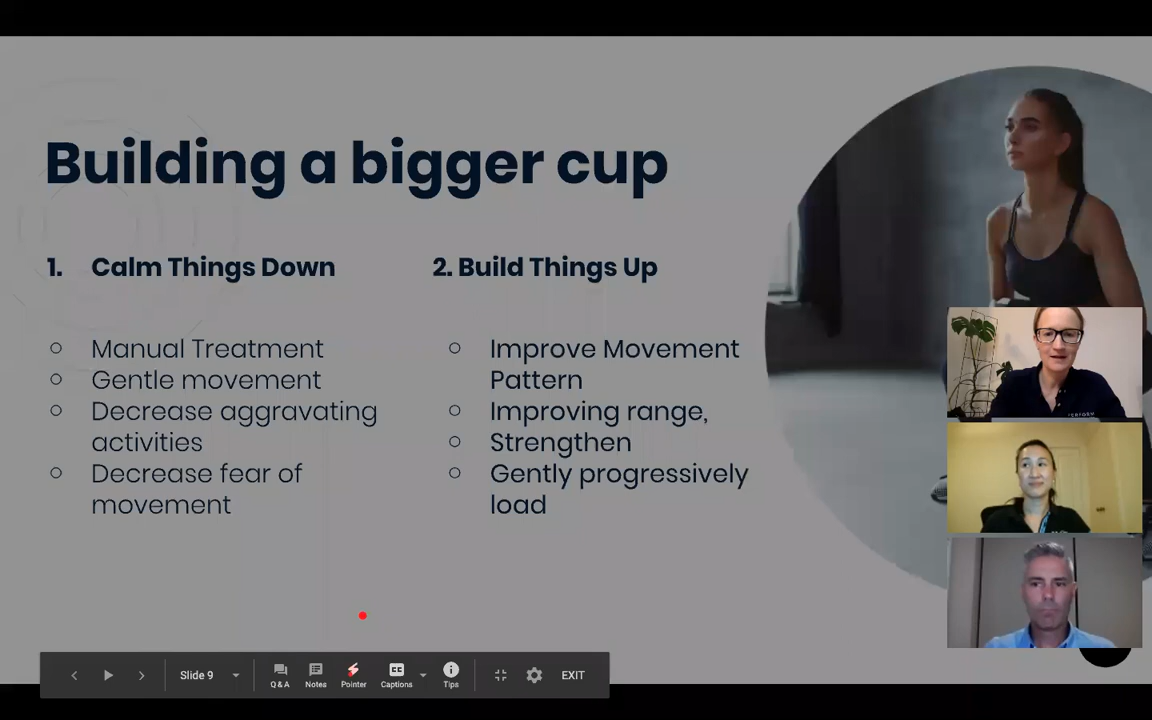 Building a bigger cup
1. Calm Things Down
Manual Treatment
Gentle movement
Decrease aggravating
activities
Decrease fear of
movement
2. Build Things Up
Improve Movement
Pattern
Improving range,
Strengthen
Gently progressively
load
Slide 9
Q & A
Notes
Pointer
CC
Captions
Tips
EXIT